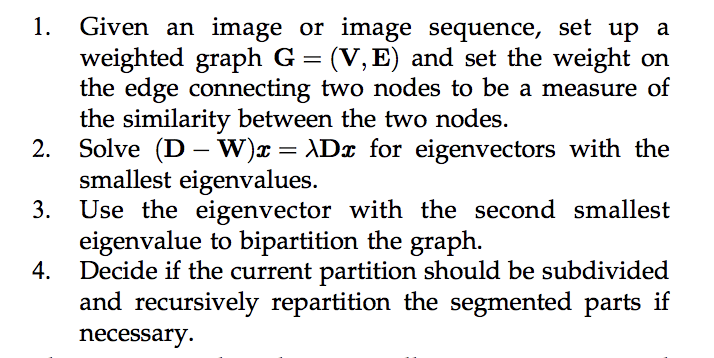 1. Given an image or image sequence, set up a
weighted graph G = (V, E) and set the weight on
the edge connecting two nodes to be a measure of
the similarity between the two nodes.
2. Solve (D − W)x = λDx for eigenvectors with the
smallest eigenvalues.
3. Use the eigenvector with the second smallest
eigenvalue to bipartition the graph.
4. Decide if the current partition should be subdivided
and recursively repartition the segmented parts if
necessary.